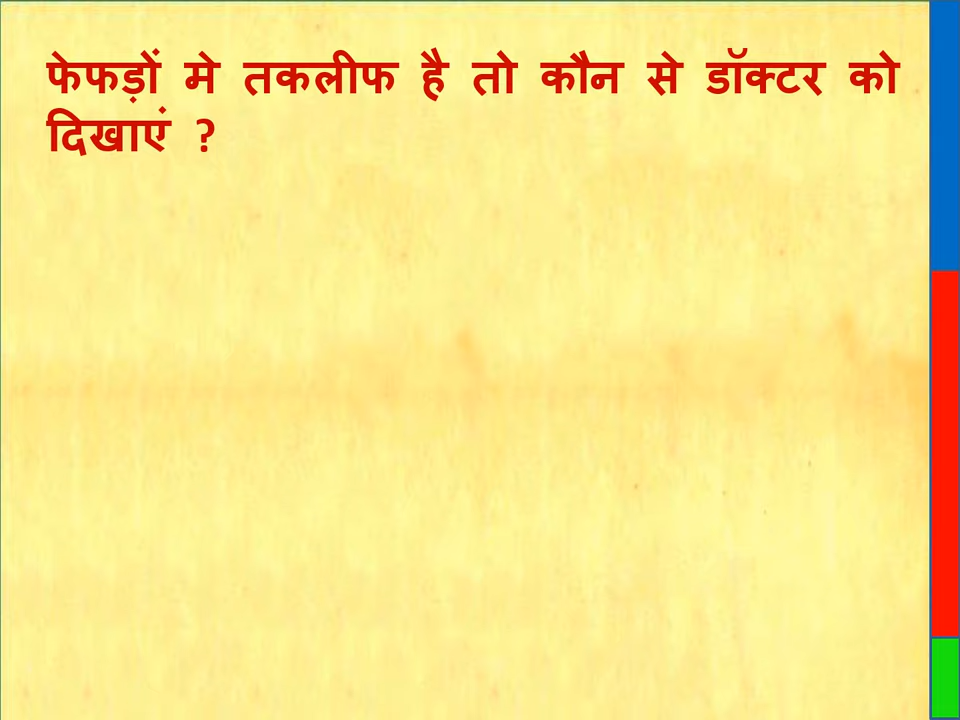 फेफड़ों मे तकलीफ है तो कौन से डॉक्टर को
दिखाएं ?